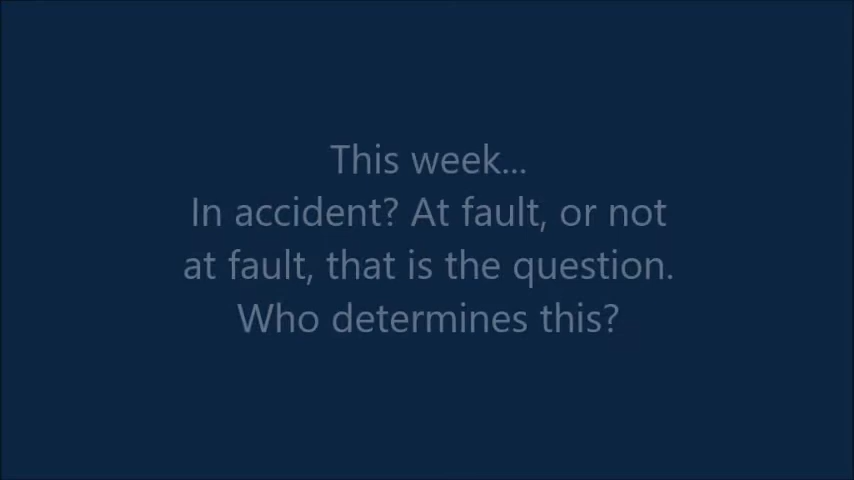 This week...
In accident? At fault, or not
at fault, that is the question.
Who determines this?